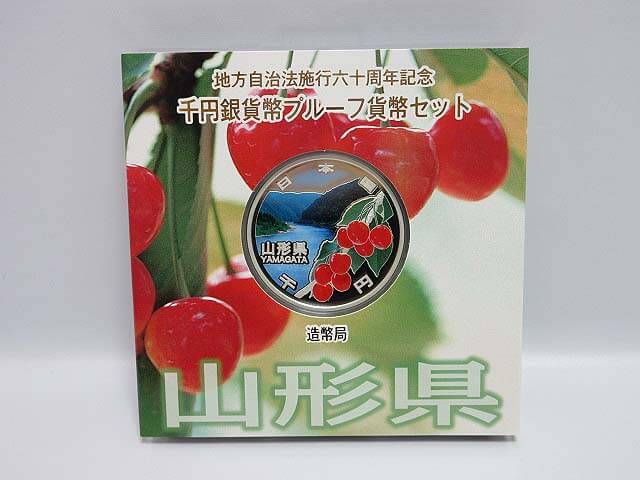 地方自治法施行六十周年記念
千円銀貨幣プルーフ貨幣セット
日本国
山形県
YAMAGATA
千円
造幣局
山形県